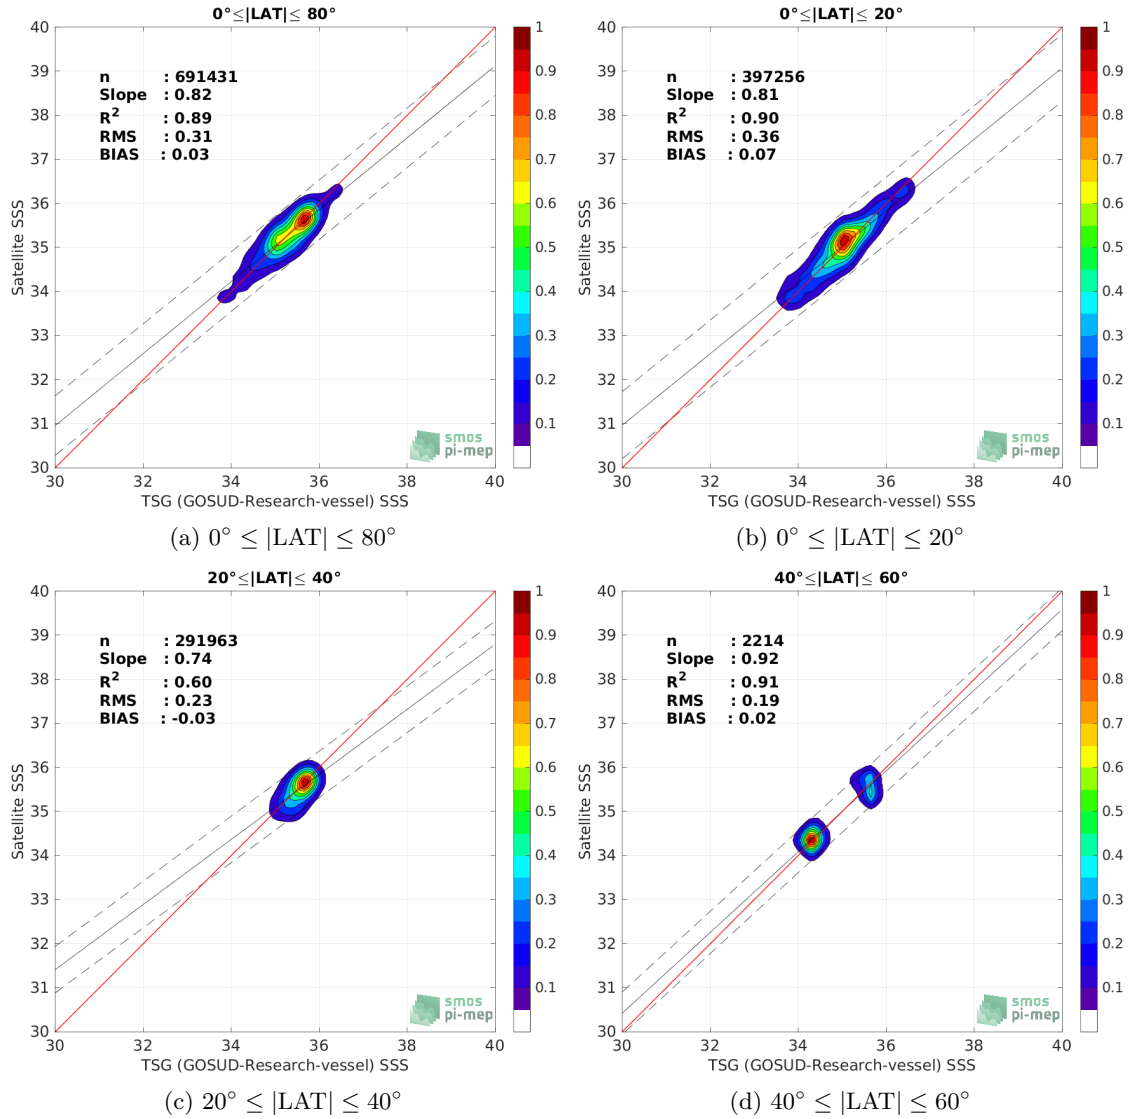 0°≤|LAT|≤ 80°
40
39
38
37
36
35
34
33
32
31
30
Satellite SSS
n : 691431
Slope : 0.82
R² : 0.89
RMS : 0.31
BIAS : 0.03
smos
pi-mep
30 32 34 36 38 40
TSG (GOSUD-Research-vessel) SSS
1
0.9
0.8
0.7
0.6
0.5
0.4
0.3
0.2
0.1
(a) 0° ≤ |LAT| ≤ 80°
0°≤|LAT|≤ 20°
40
39
38
37
36
35
34
33
32
31
30
Satellite SSS
n : 397256
Slope : 0.81
R² : 0.90
RMS : 0.36
BIAS : 0.07
smos
pi-mep
30 32 34 36 38 40
TSG (GOSUD-Research-vessel) SSS
1
0.9
0.8
0.7
0.6
0.5
0.4
0.3
0.2
0.1
(b) 0° ≤ |LAT| ≤ 20°
20°≤|LAT|≤ 40°
40
39
38
37
36
35
34
33
32
31
30
Satellite SSS
n : 291963
Slope : 0.74
R² : 0.60
RMS : 0.23
BIAS : -0.03
smos
pi-mep
30 32 34 36 38 40
TSG (GOSUD-Research-vessel) SSS
1
0.9
0.8
0.7
0.6
0.5
0.4
0.3
0.2
0.1
(c) 20° ≤ |LAT| ≤ 40°
40°≤|LAT|≤ 60°
40
39
38
37
36
35
34
33
32
31
30
Satellite SSS
n : 2214
Slope : 0.92
R² : 0.91
RMS : 0.19
BIAS : 0.02
smos
pi-mep
30 32 34 36 38 40
TSG (GOSUD-Research-vessel) SSS
1
0.9
0.8
0.7
0.6
0.5
0.4
0.3
0.2
0.1
(d) 40° ≤ |LAT| ≤ 60°